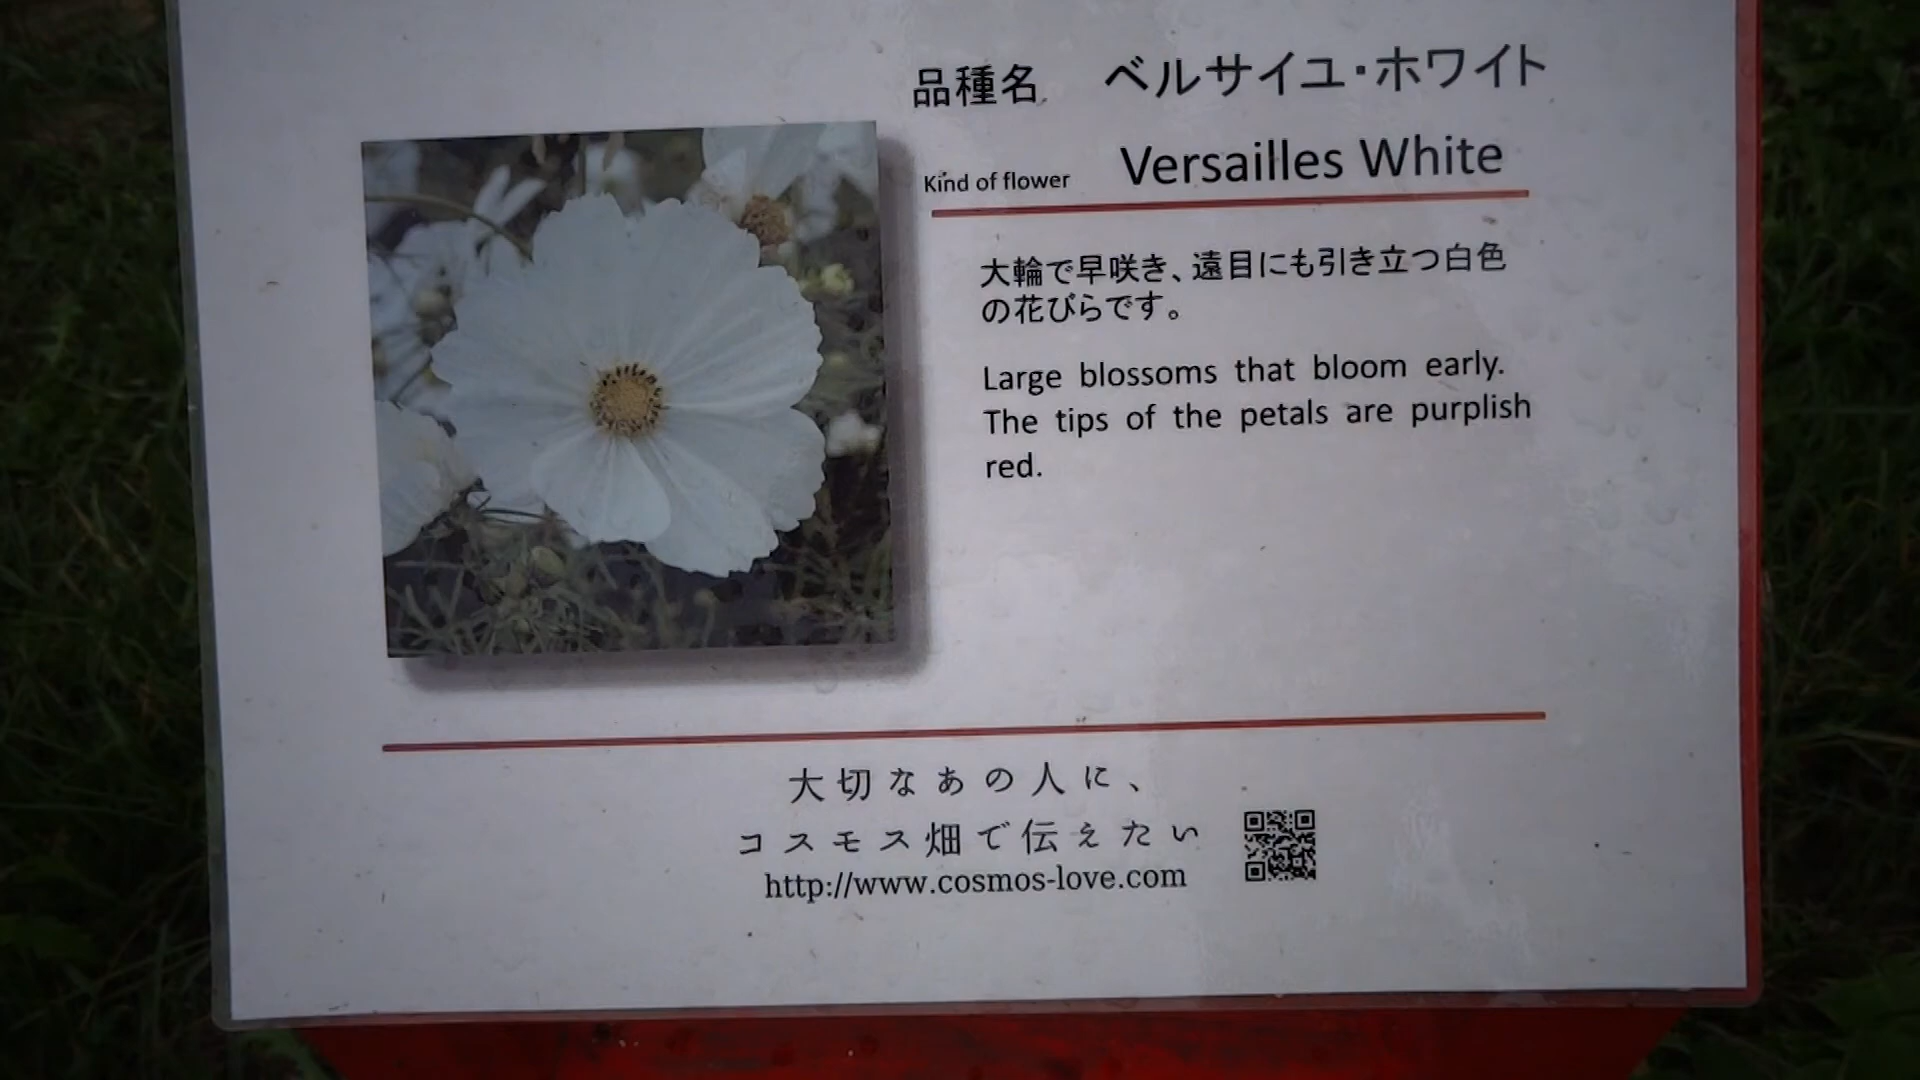 品種名 ベルサイユ・ホワイト
Kind of flower Versailles White
大輪で早咲き、遠目にも引き立つ白色
の花びらです。
Large blossoms that bloom early.
The tips of the petals are purplish
red.
大切なあの人に、
コスモス畑で伝えたい
http://www.cosmos-love.com